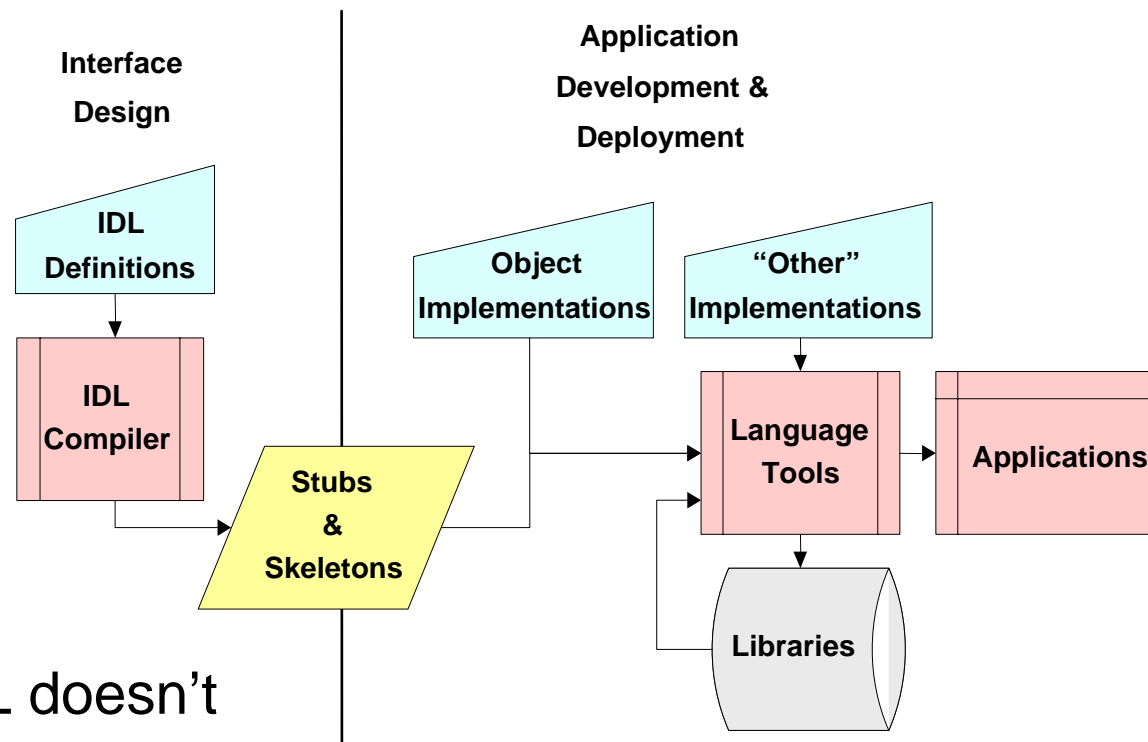 Interface
Design
Application
Development &
Deployment
IDL
Definitions
Object
Implementations
“Other”
Implementations
IDL
Compiler
Stubs
&
Skeletons
Language
Tools
Applications
Libraries
doesn’t